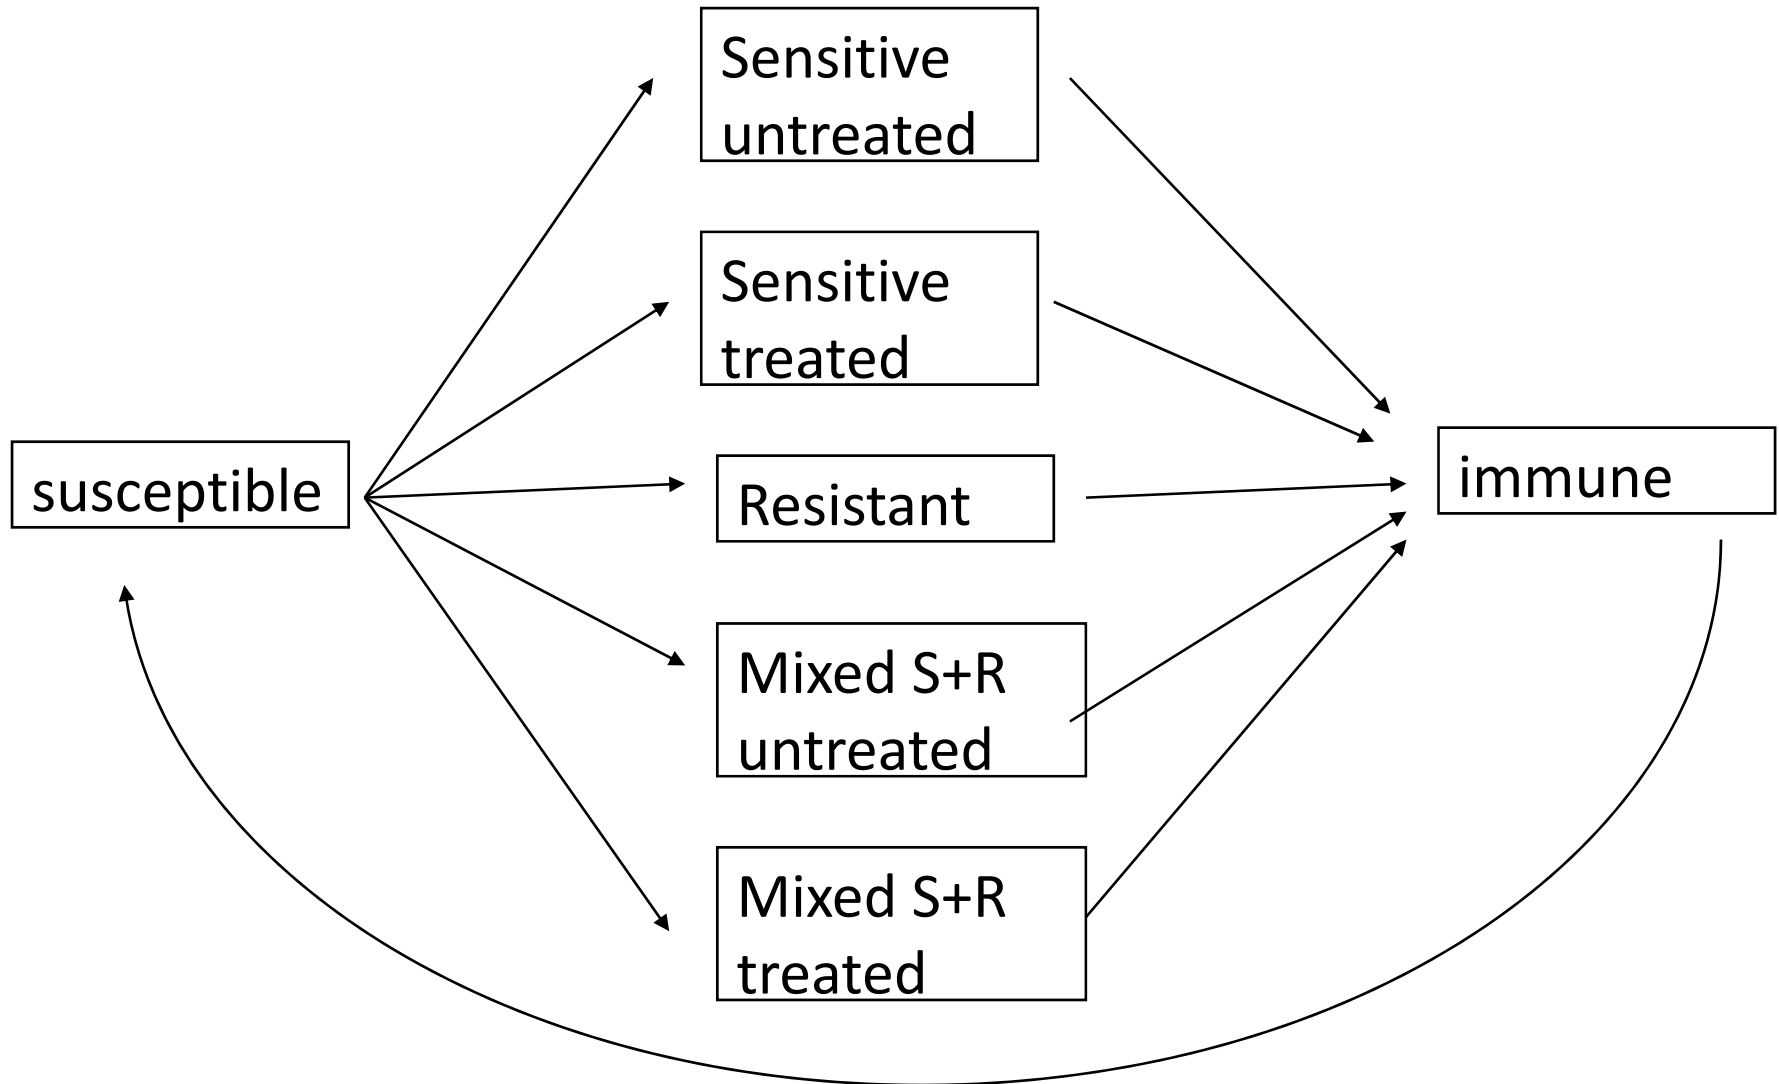 Sensitive
untreated
Sensitive
treated
susceptible
Resistant
immune
Mixed S+R
untreated
Mixed S+R
treated